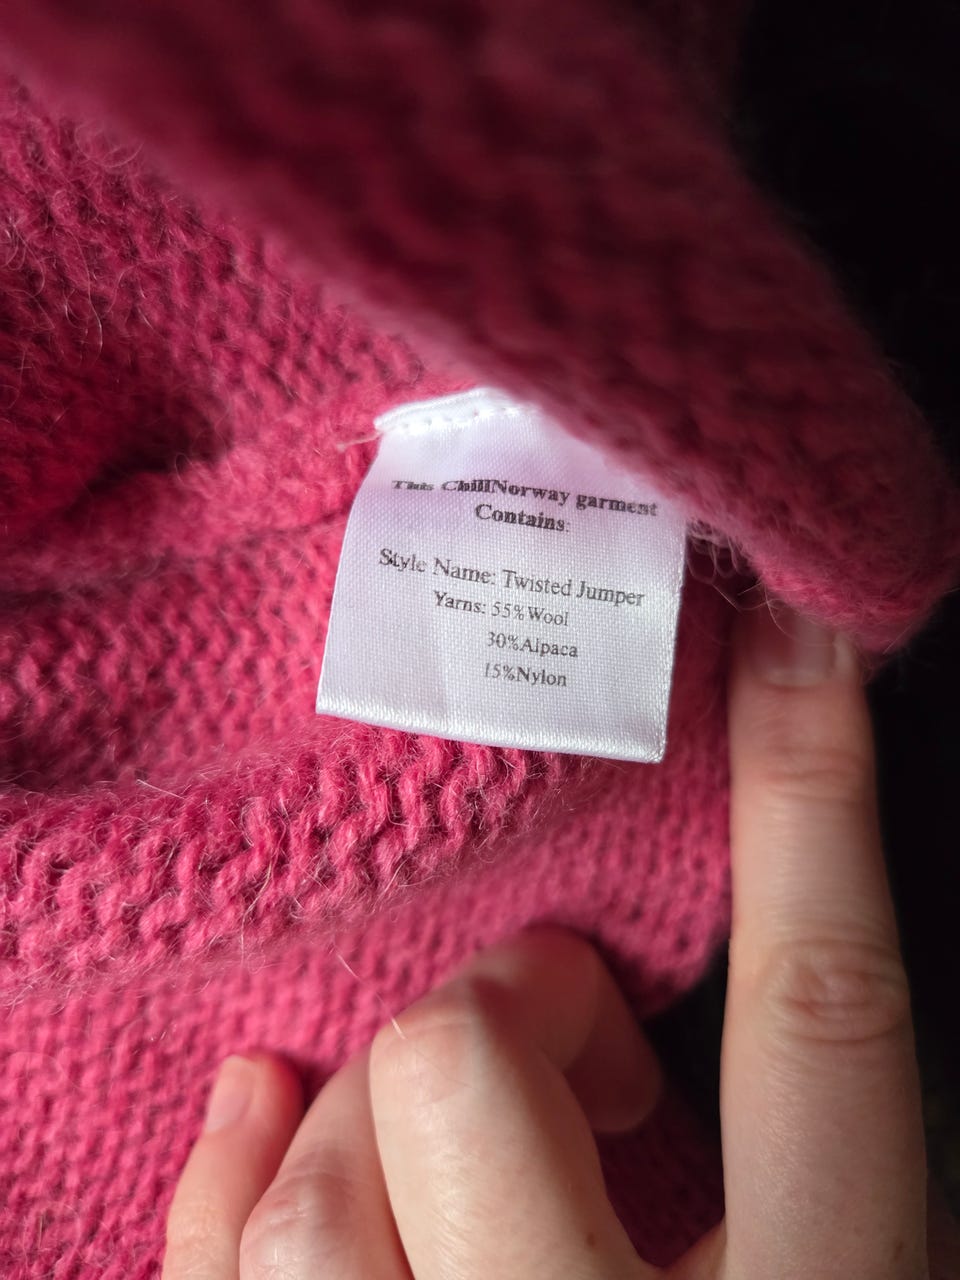 This ChillNorway garment
Contains:
Style Name: Twisted Jumper
Yarns: 55%Wool
30%Alpaca
15%Nylon